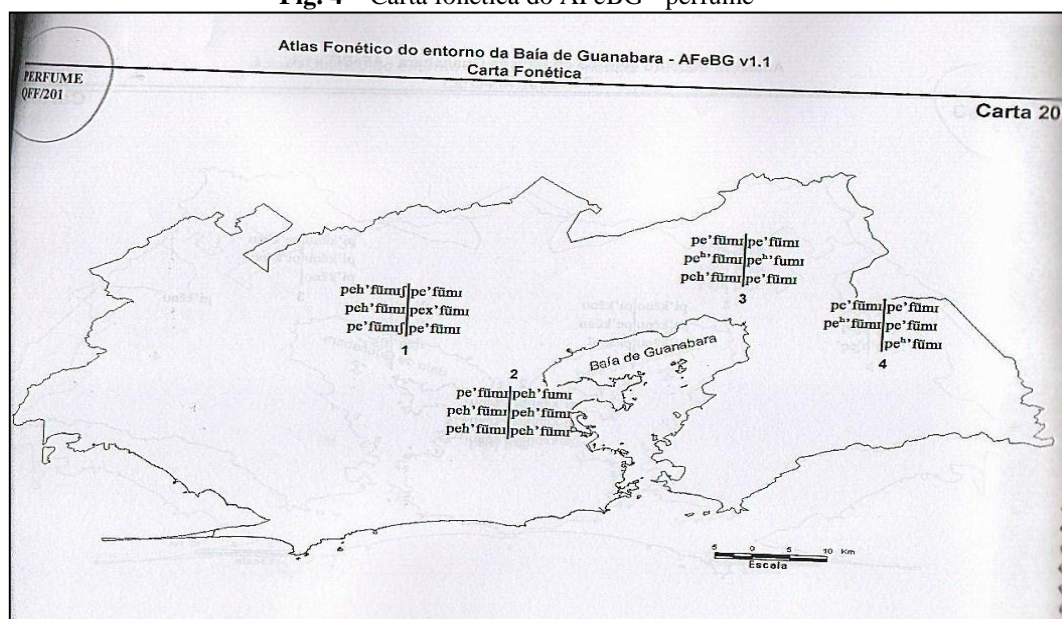 Fig. 4 – Carta fonética do AFeBG - perfume
Atlas Fonético do entorno da Baía de Guanabara - AFeBG v1.1
Carta Fonética
PERFUME
QFF/201
Carta 20
pe'fũmɪ|pe'fũmɪ
peʰ'fũmɪ|peʰ'fumɪ
peh'fũmɪ|pe'fũmɪ
3
peh'fũmɪʃ|pe'fũmɪ
peh'fũmɪ|pex'fũmɪ
pe'fũmɪʃ|pe'fũmɪ
1
pe'fũmɪ|pe'fũmɪ
peʰ'fũmɪ|pe'fũmɪ
|peʰ'fũmɪ
4
Baía de Guanabara
2
pe'fũmɪ|peh'fumɪ
peh'fũmɪ|peh'fũmɪ
peh'fũmɪ|peh'fũmɪ
5 0 5 10 Km
Escala